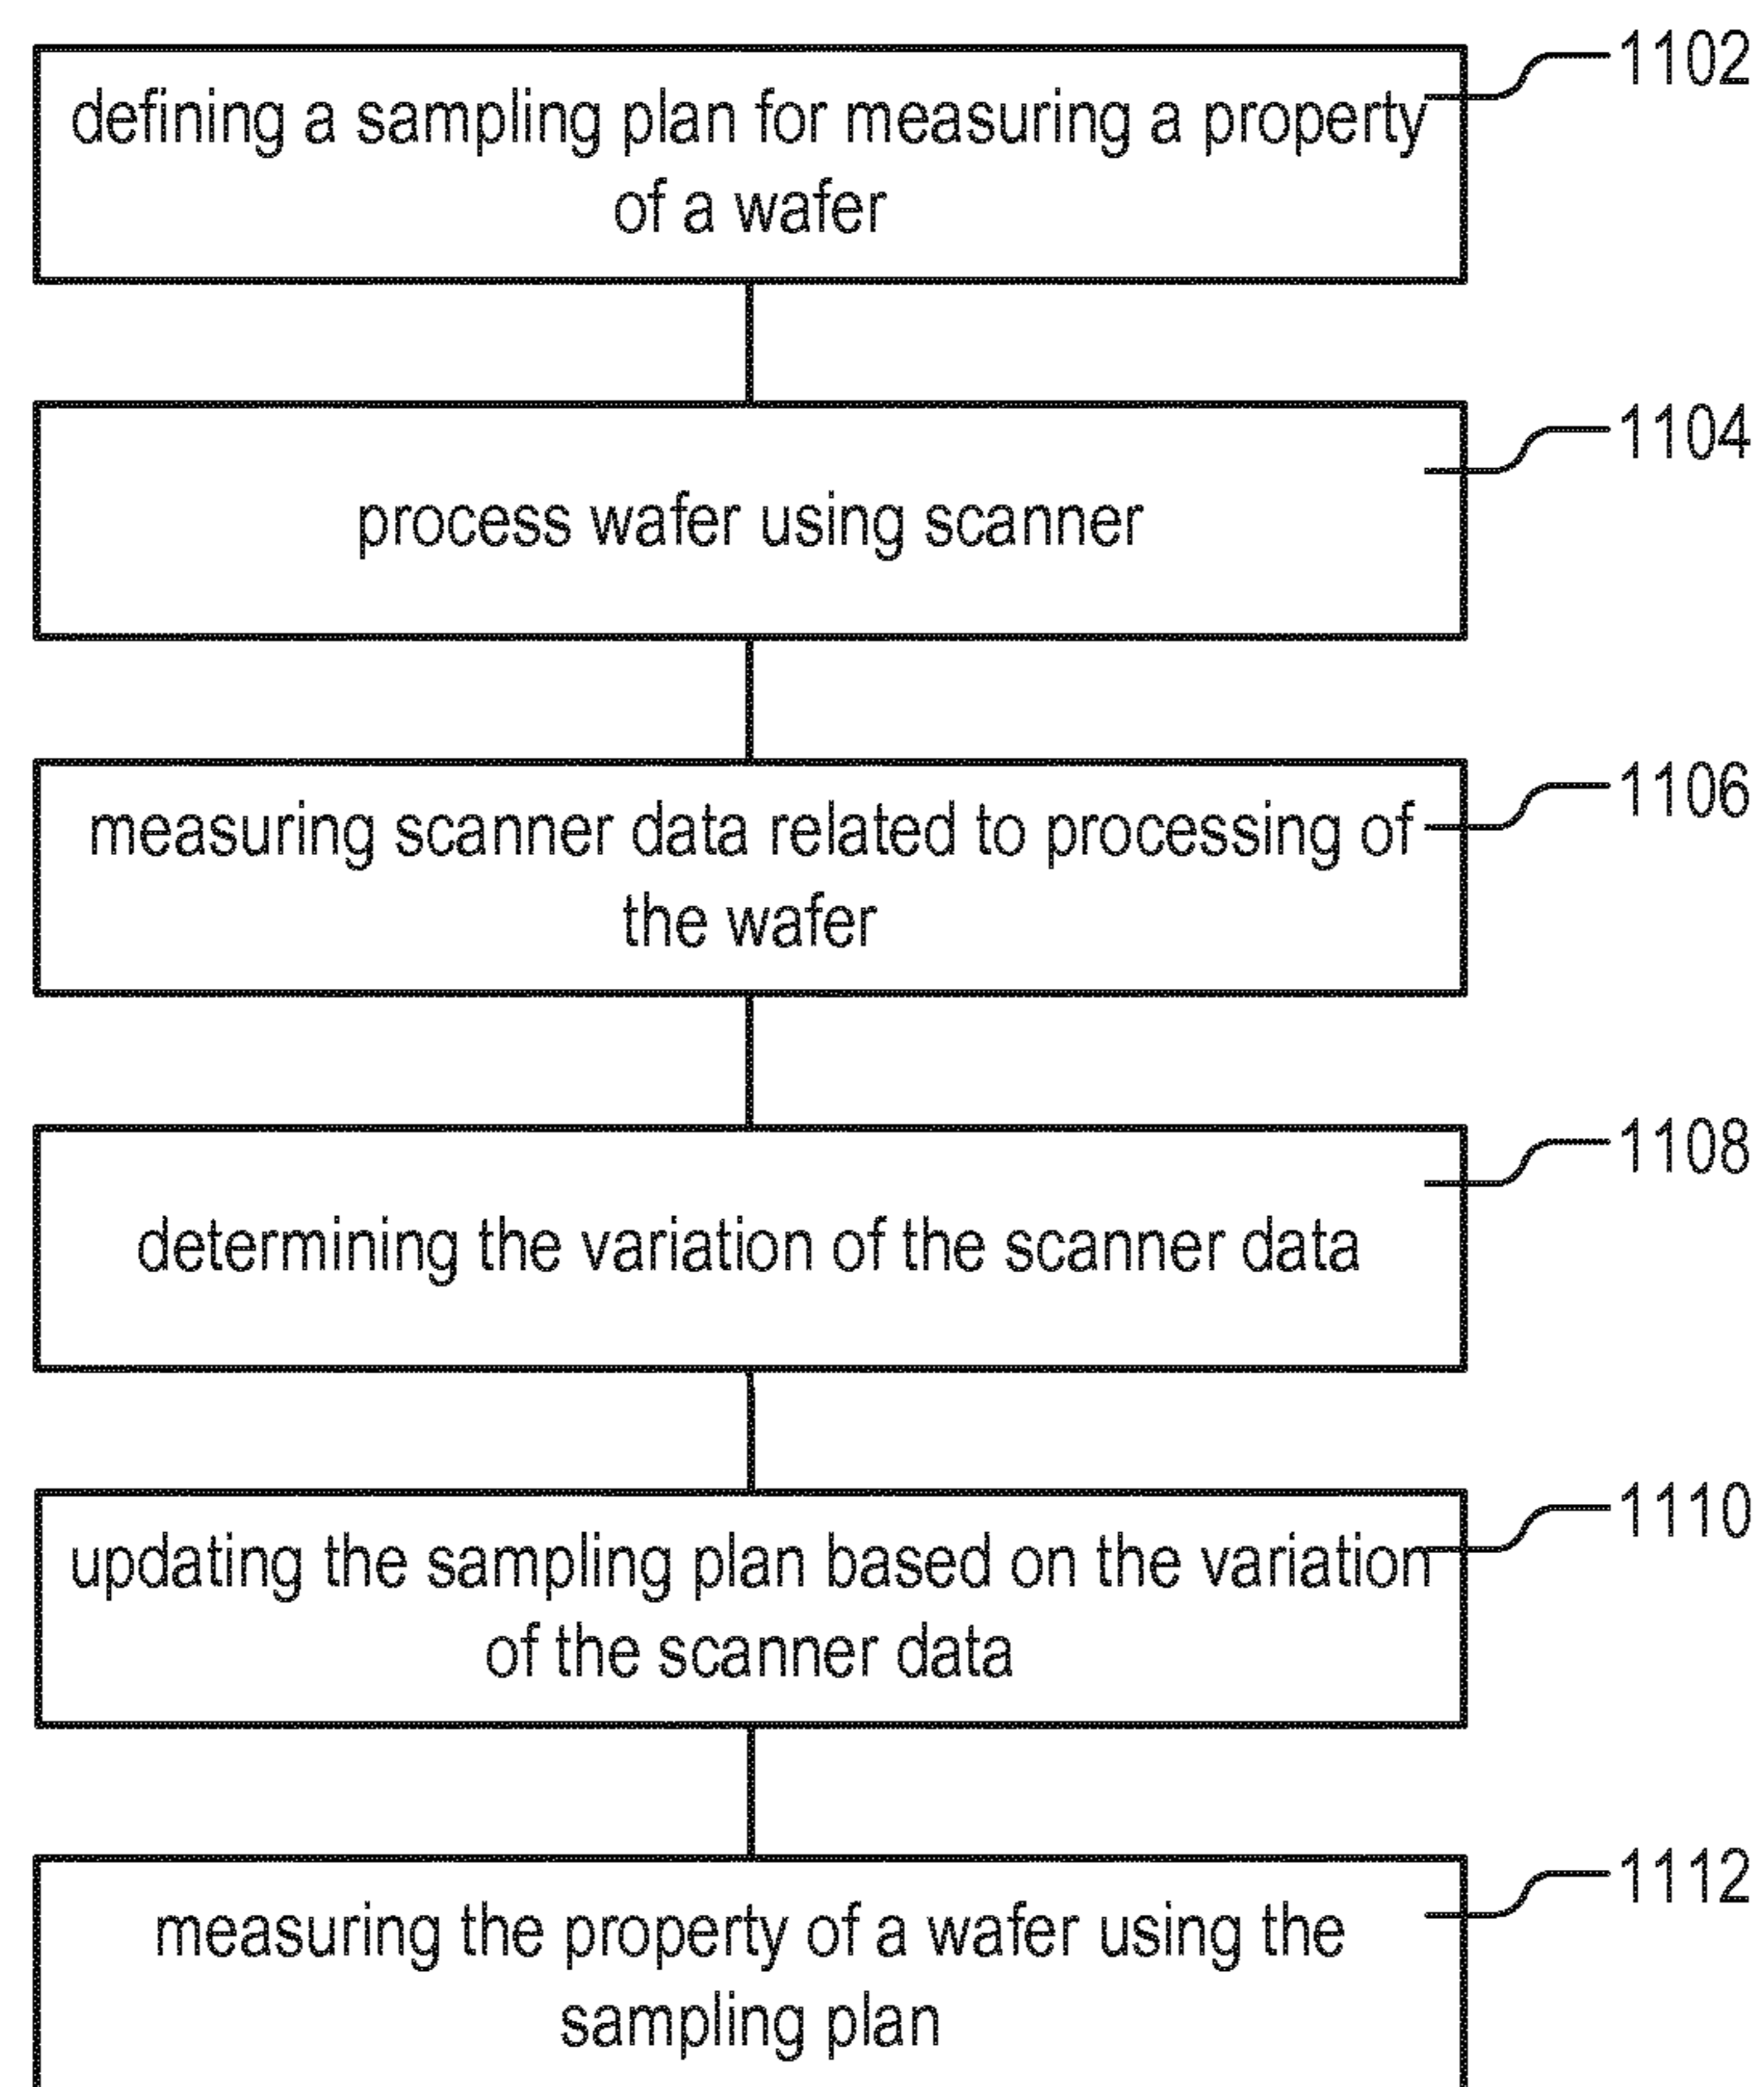 1102
defining a sampling plan for measuring a property
of a wafer
1104
process wafer using scanner
1106
measuring scanner data related to processing of
the wafer
1108
determining the variation of the scanner data
1110
updating the sampling plan based on the variation
of the scanner data
1112
measuring the property of a wafer using the
sampling plan